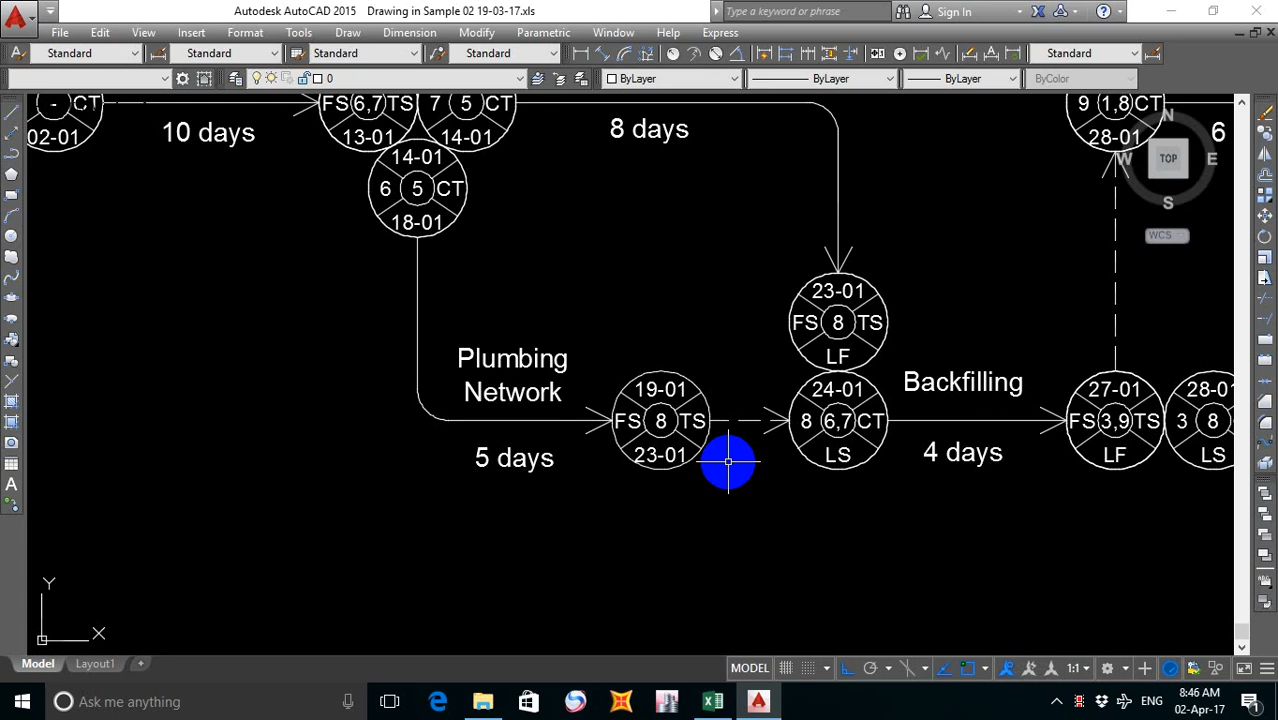 Autodesk AutoCAD 2015 Drawing in Sample 02 19-03-17.xls
Type a keyword or phrase
Sign In
File Edit View Insert Format Tools Draw Dimension Modify Parametric Window Help Express
Standard Standard Standard Standard Standard
0 ByLayer ByLayer ByLayer ByColor
- CT
02-01
10 days
FS 6,7 TS
13-01
7 5 CT
14-01
8 days
9 1,8 CT
28-01
6
N
W TOP E
S
WCS
14-01
6 5 CT
18-01
23-01
FS 8 TS
LF
Plumbing
Network
5 days
19-01
FS 8 TS
23-01
24-01
8 6,7 CT
LS
Backfilling
4 days
27-01
FS 3,9 TS
LF
28-01
3 8
LS
Y
X
Model Layout1 +
MODEL 1:1
Ask me anything
ENG
8:46 AM
02-Apr-17
1